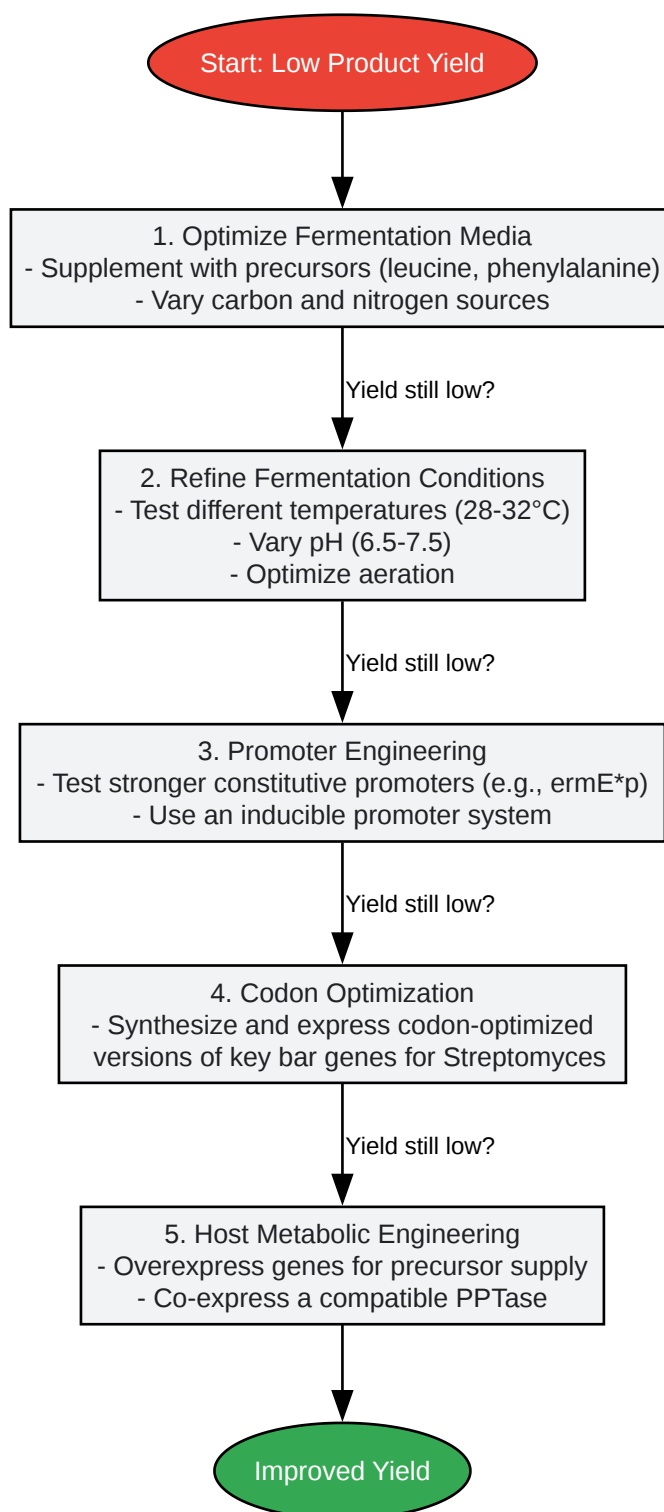 Start: Low Product Yield
1. Optimize Fermentation Media
- Supplement with precursors (leucine, phenylalanine)
- Vary carbon and nitrogen sources
Yield still low?
2. Refine Fermentation Conditions
- Test different temperatures (28-32°C)
- Vary pH (6.5-7.5)
- Optimize aeration
Yield still low?
3. Promoter Engineering
- Test stronger constitutive promoters (e.g., ermE*p)
- Use an inducible promoter system
Yield still low?
4. Codon Optimization
- Synthesize and express codon-optimized
versions of key bar genes for Streptomyces
Yield still low?
5. Host Metabolic Engineering
- Overexpress genes for precursor supply
- Co-express a compatible PPTase
Improved Yield